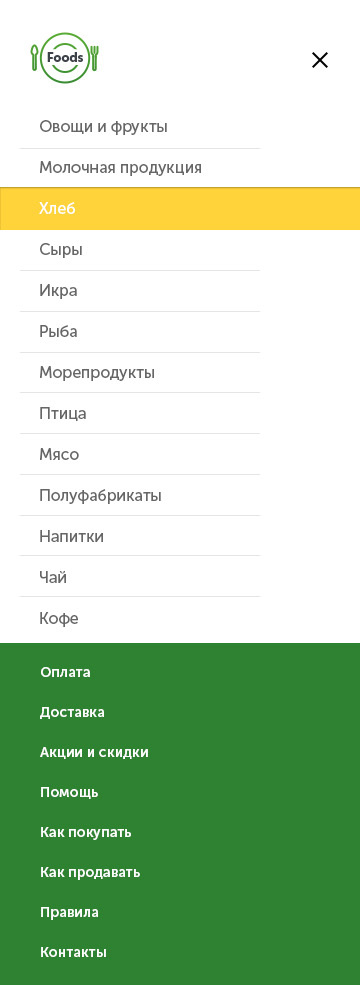 Foods
Овощи и фрукты
Молочная продукция
Хлеб
Сыры
Икра
Рыба
Морепродукты
Птица
Мясо
Полуфабрикаты
Напитки
Чай
Кофе
Оплата
Доставка
Акции и скидки
Помощь
Как покупать
Как продавать
Правила
Контакты